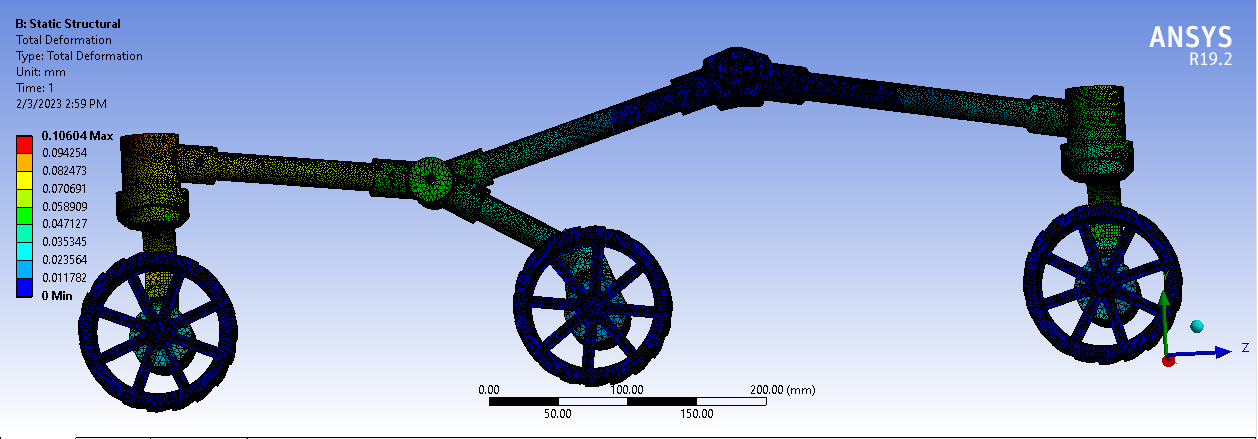 B: Static Structural
Total Deformation
Type: Total Deformation
Unit: mm
Time: 1
2/3/2023 2:59 PM
ANSYS
R19.2
0.10604 Max
0.094254
0.082473
0.070691
0.058909
0.047127
0.035345
0.023564
0.011782
0 Min
0.00 100.00 200.00 (mm)
50.00 150.00
Z